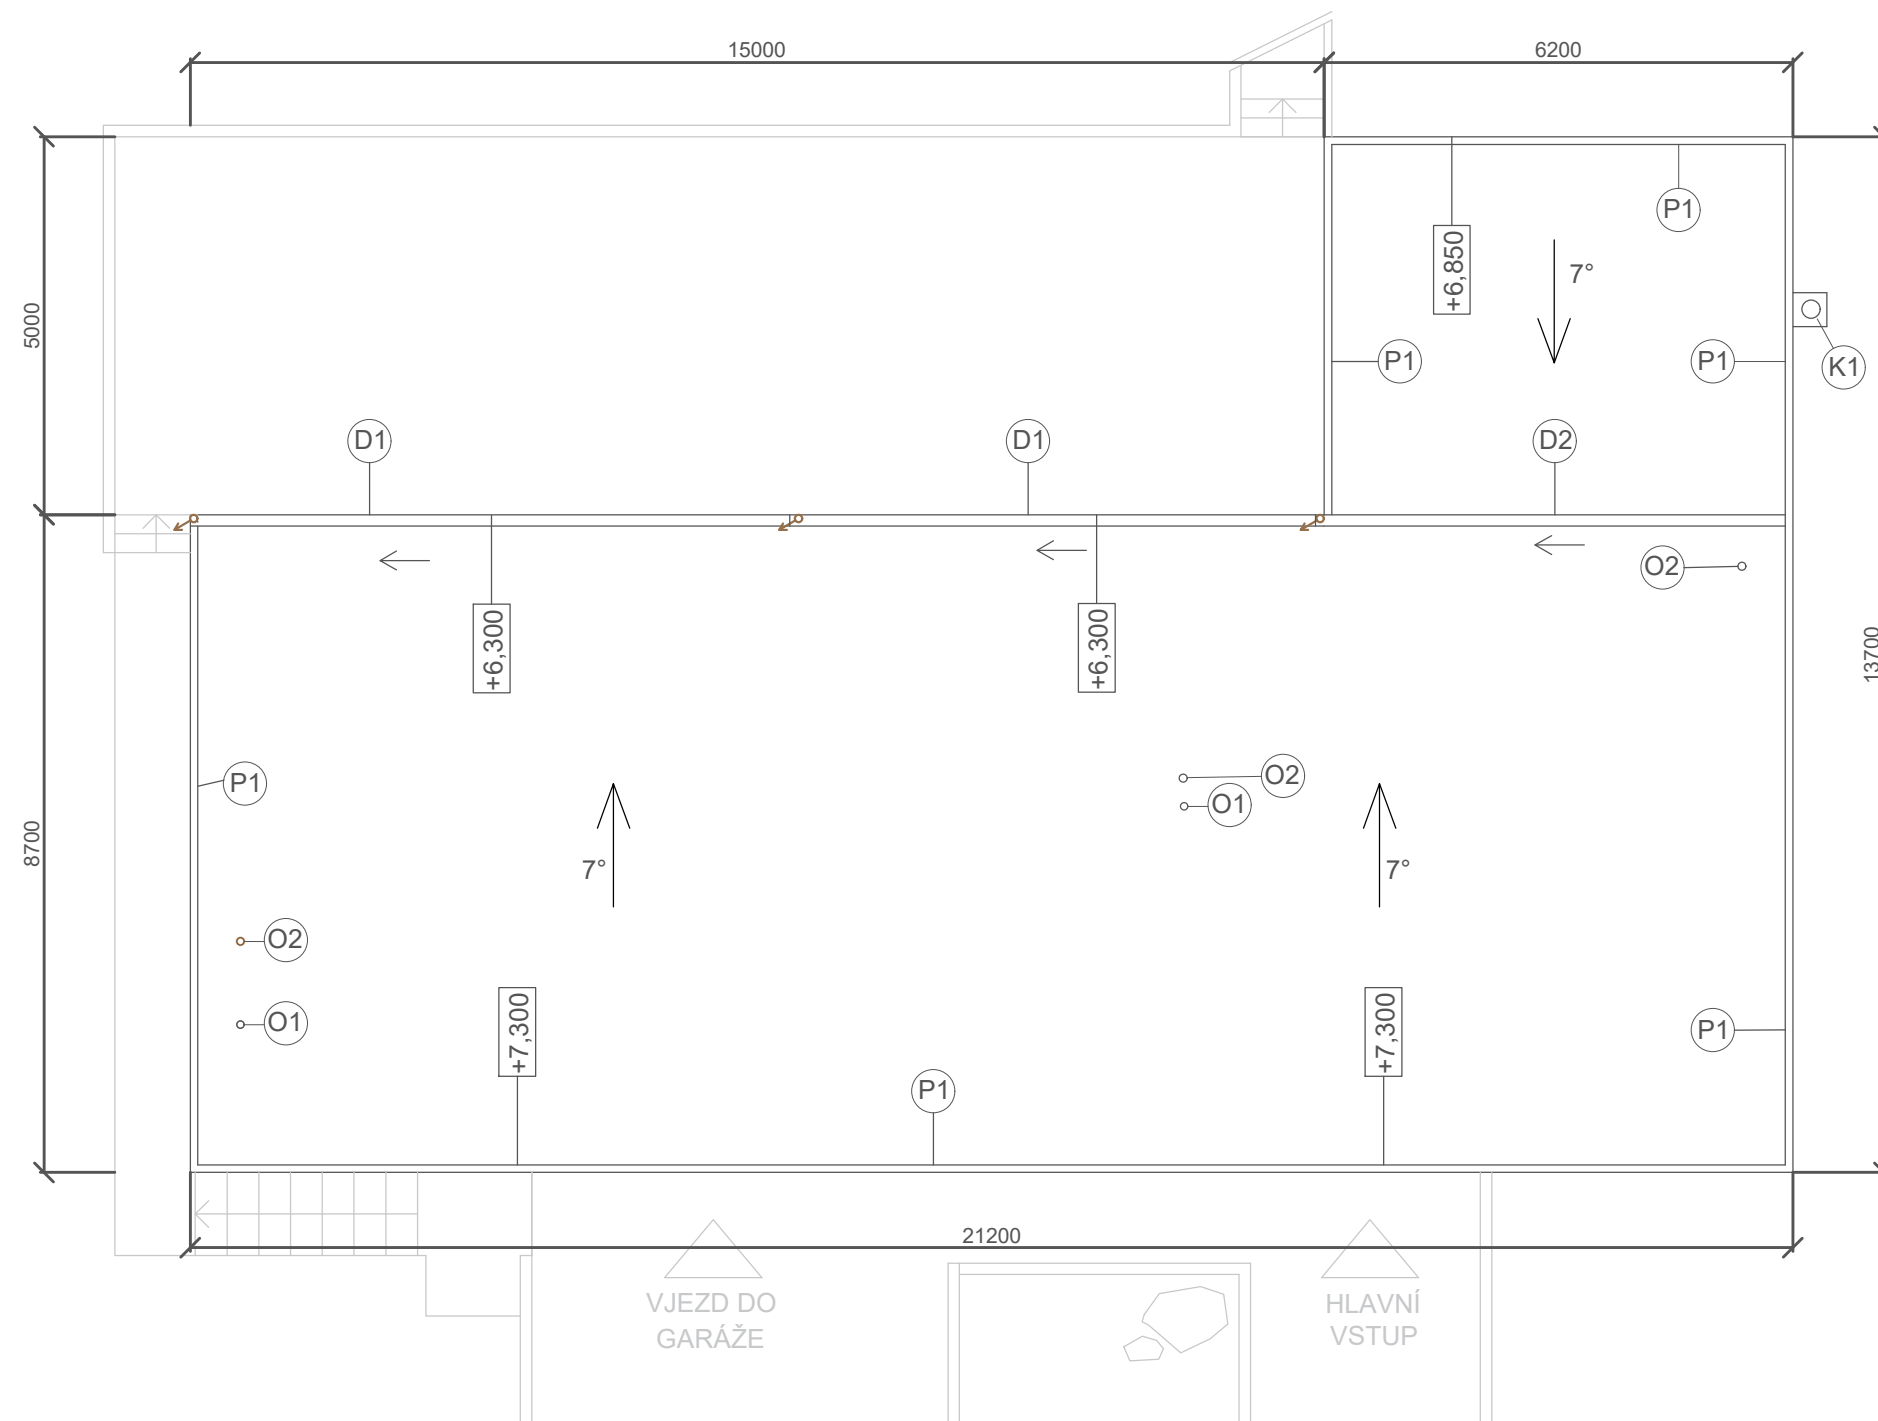 15000
6200
P1
+6,850
7°
5000
P1
P1
K1
D1
D1
D2
O2
+6,300
+6,300
13700
P1
O2
O1
8700
7°
7°
O2
O1
+7,300
+7,300
P1
P1
21200
VJEZD DO
GARÁŽE
HLAVNÍ
VSTUP